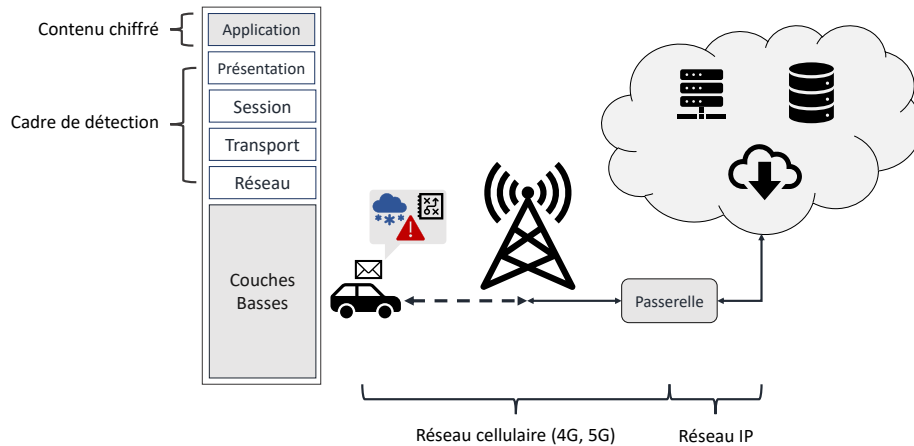 Contenu chiffré
Application
Présentation
Cadre de détection
Session
Transport
Réseau
Couches
Basses
Passerelle
Réseau cellulaire (4G, 5G)
Réseau IP